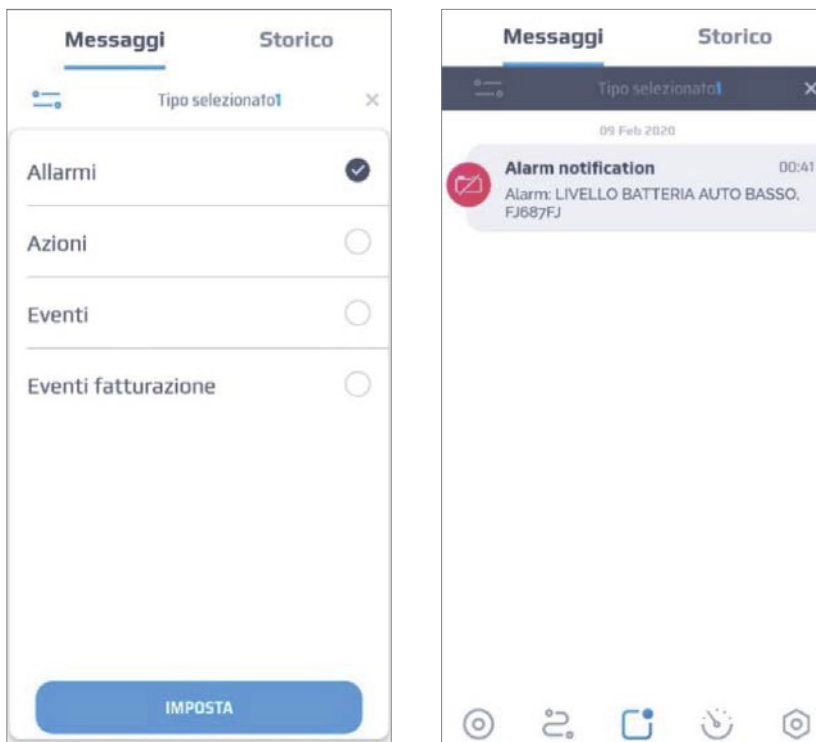 Messaggi Storico
Tipo selezionato1
Allarmi
Azioni
Eventi
Eventi fatturazione
IMPOSTA
Messaggi Storico
Tipo selezionato1
09 Feb 2020
Alarm notification 00:41
Alarm: LIVELLO BATTERIA AUTO BASSO,
FJ687FJ